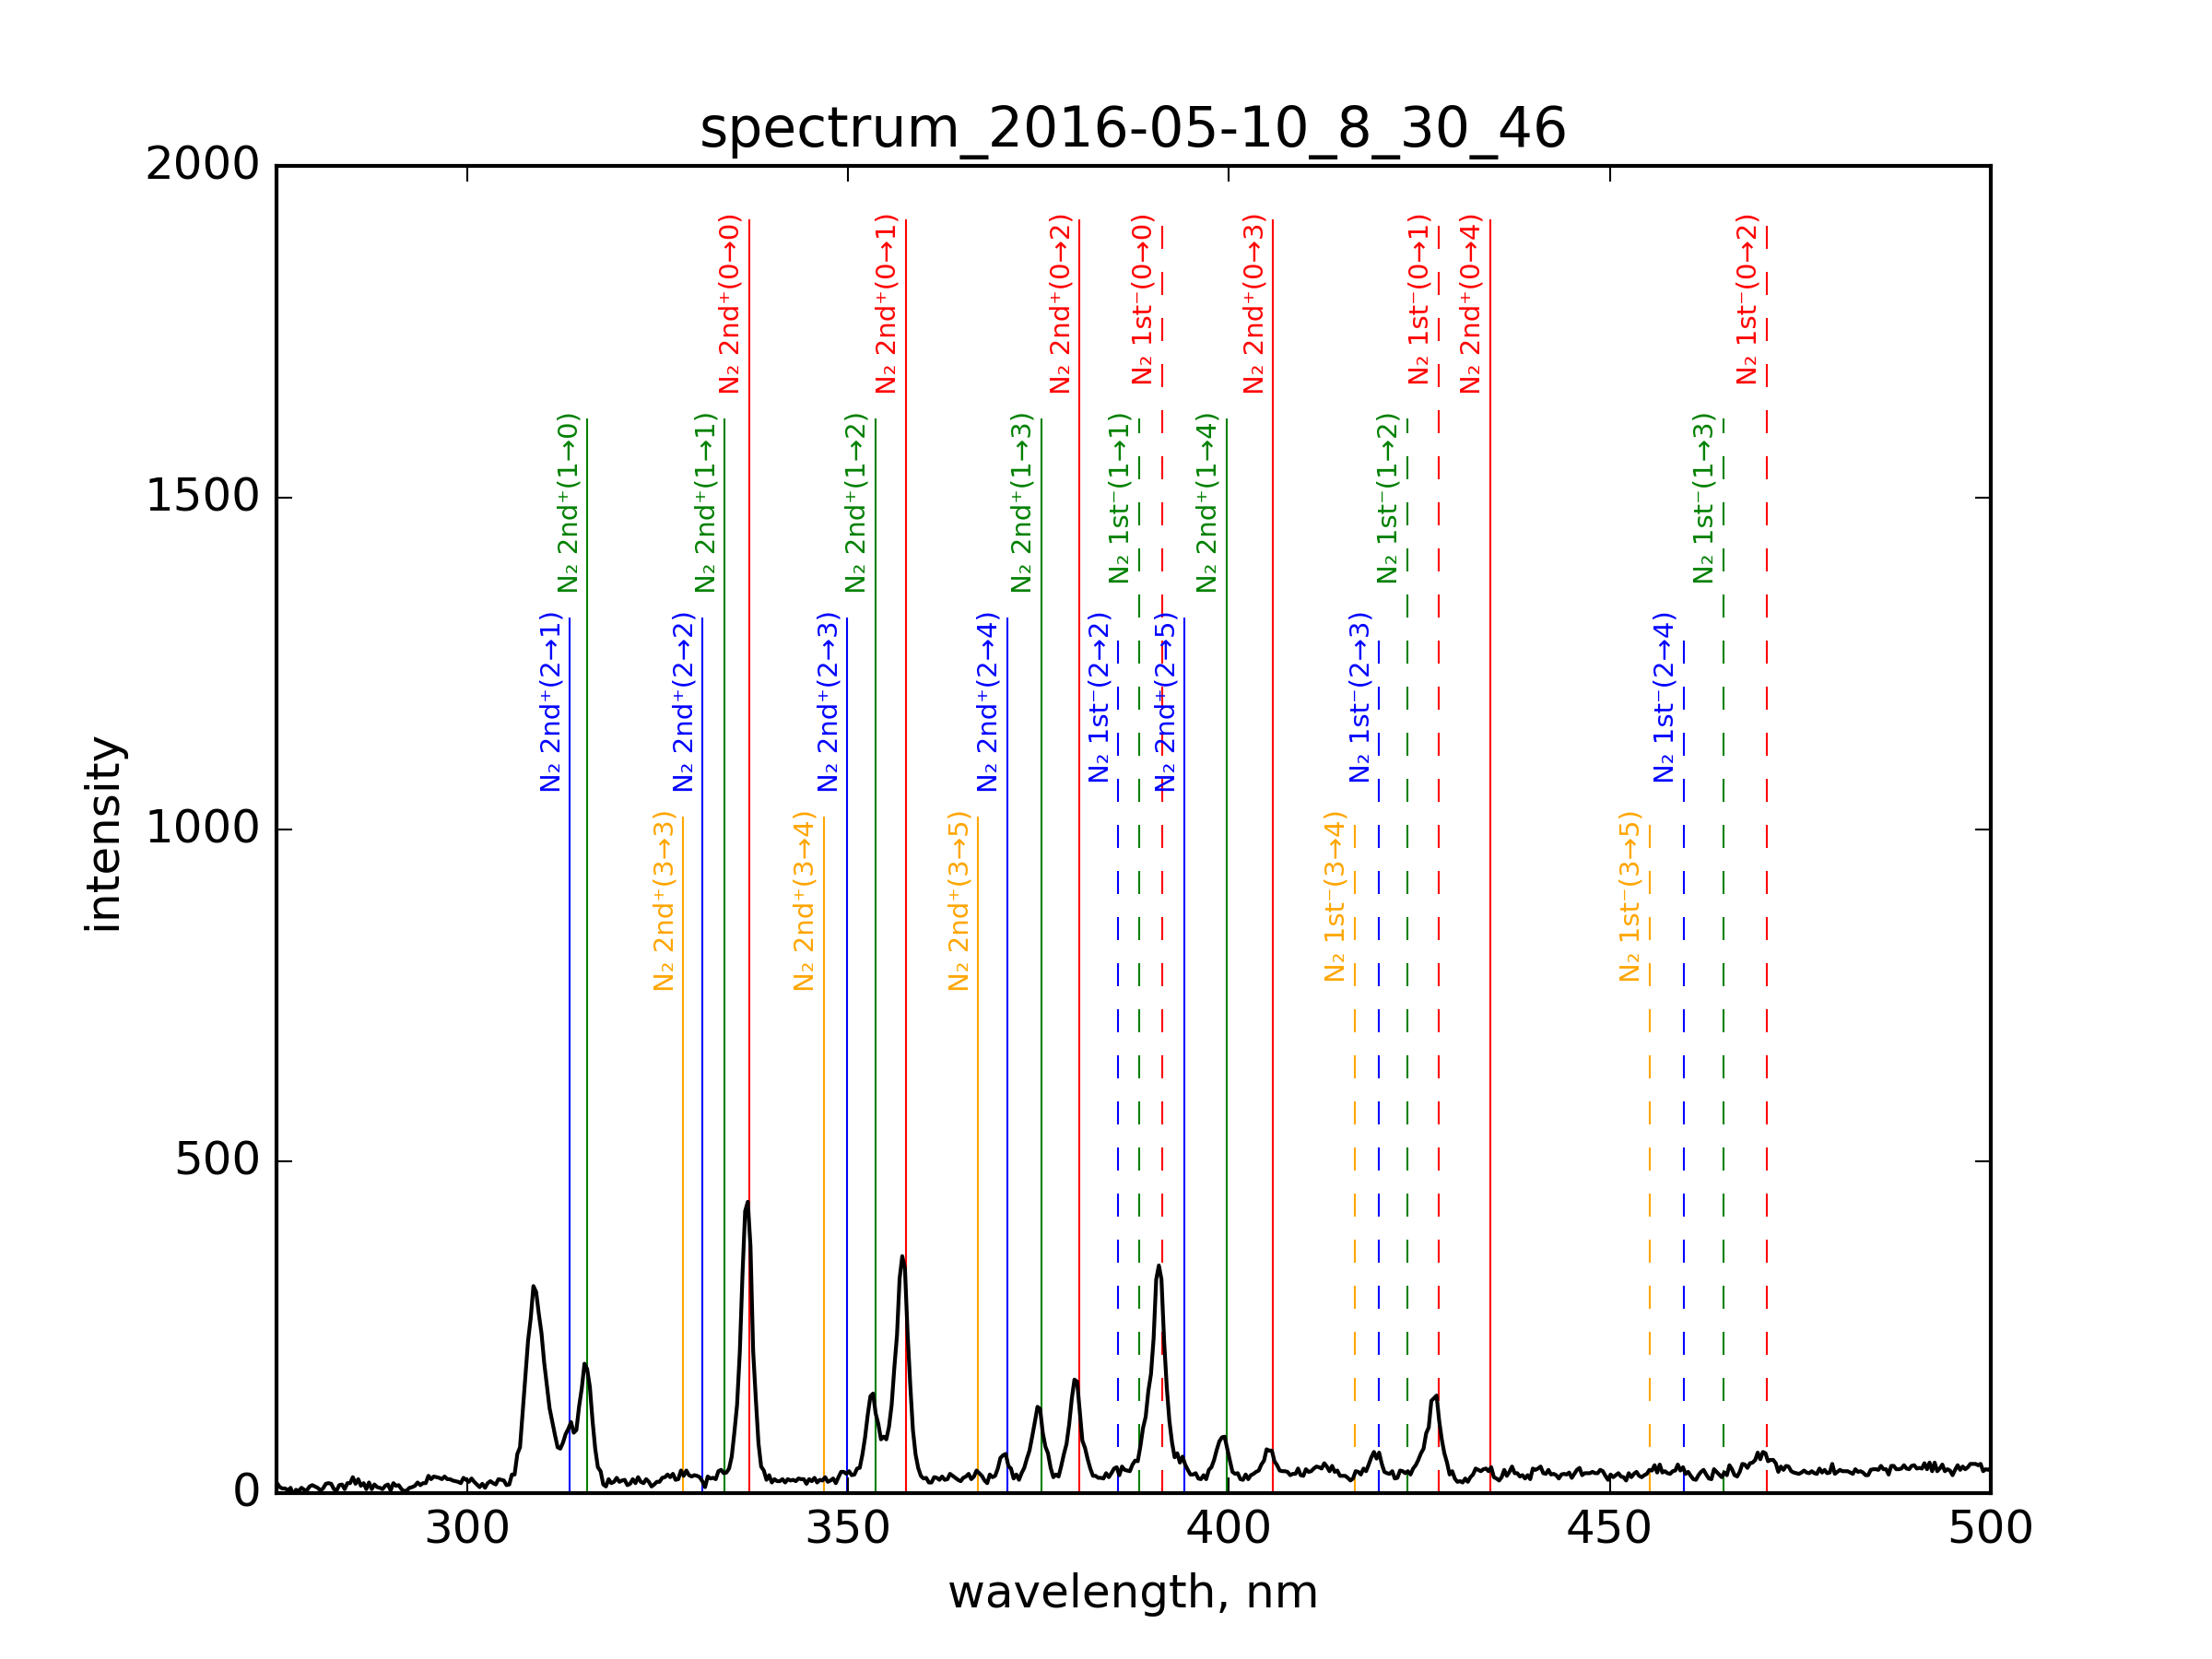 spectrum_2016-05-10_8_30_46
2000
1500
1000
500
0
intensity
N₂ 2nd⁺(0→0)
N₂ 2nd⁺(0→1)
N₂ 2nd⁺(0→2)
N₂ 1st⁻(0→0)
N₂ 2nd⁺(0→3)
N₂ 1st⁻(0→1)
N₂ 2nd⁺(0→4)
N₂ 1st⁻(0→2)
N₂ 2nd⁺(1→0)
N₂ 2nd⁺(1→1)
N₂ 2nd⁺(1→2)
N₂ 2nd⁺(1→3)
N₂ 1st⁻(1→1)
N₂ 2nd⁺(1→4)
N₂ 1st⁻(1→2)
N₂ 1st⁻(1→3)
N₂ 2nd⁺(2→1)
N₂ 2nd⁺(2→2)
N₂ 2nd⁺(2→3)
N₂ 2nd⁺(2→4)
N₂ 1st⁻(2→2)
N₂ 2nd⁺(2→5)
N₂ 1st⁻(2→3)
N₂ 1st⁻(2→4)
N₂ 2nd⁺(3→3)
N₂ 2nd⁺(3→4)
N₂ 2nd⁺(3→5)
N₂ 1st⁻(3→4)
N₂ 1st⁻(3→5)
300 350 400 450 500
wavelength, nm